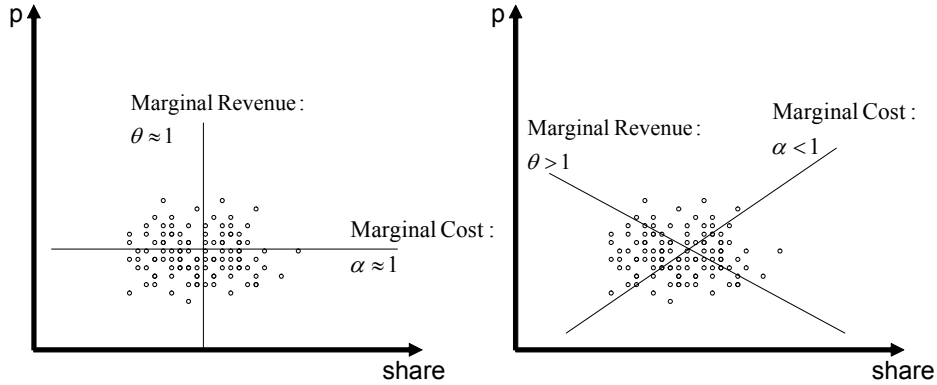 p
Marginal Revenue :
θ ≈ 1
Marginal Cost :
α ≈ 1
share
p
Marginal Cost :
α < 1
Marginal Revenue :
θ > 1
share